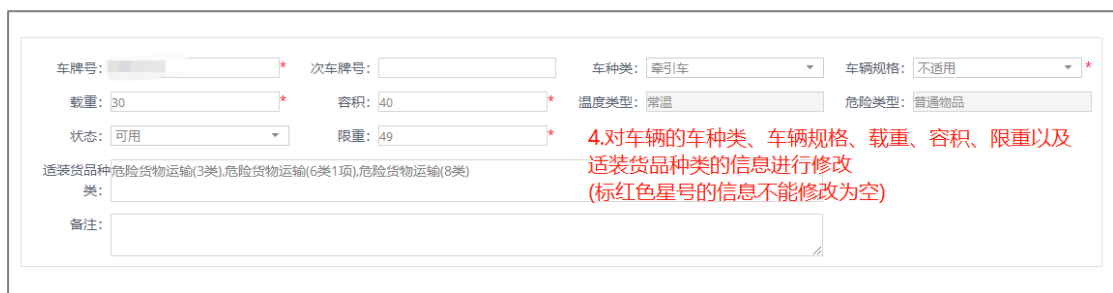 车牌号: * 次车牌号: 车种类: 牵引车 车辆规格: 不适用 *
载重: 30 * 容积: 40 * 温度类型: 常温 危险类型: 普通物品
状态: 可用 限重: 49 *
4.对车辆的车种类、车辆规格、载重、容积、限重以及
适装货品种类的信息进行修改
(标红色星号的信息不能修改为空)
适装货品种 危险货物运输(3类),危险货物运输(6类1项),危险货物运输(8类)
类:
备注: